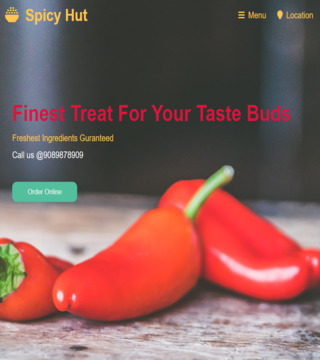 Spicy Hut
Menu
Location
Finest Treat For Your Taste Buds
Freshest Ingredients Guranteed
Call us @9089878909
Order Online